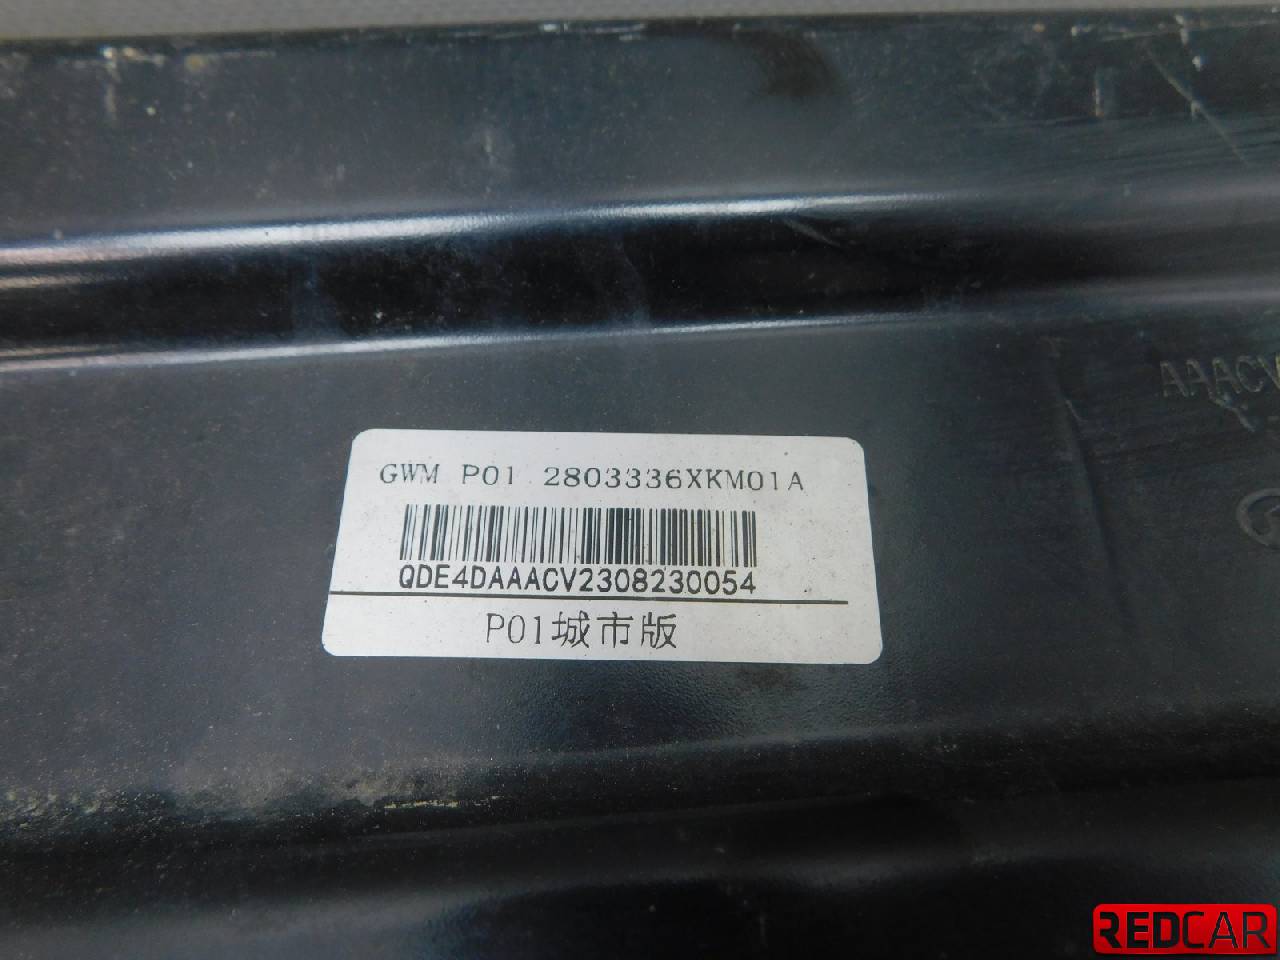 AAACV
GWM P01 2803336XKM01A
QDE4DAAACV2308230054
P01城市版
REDCAR